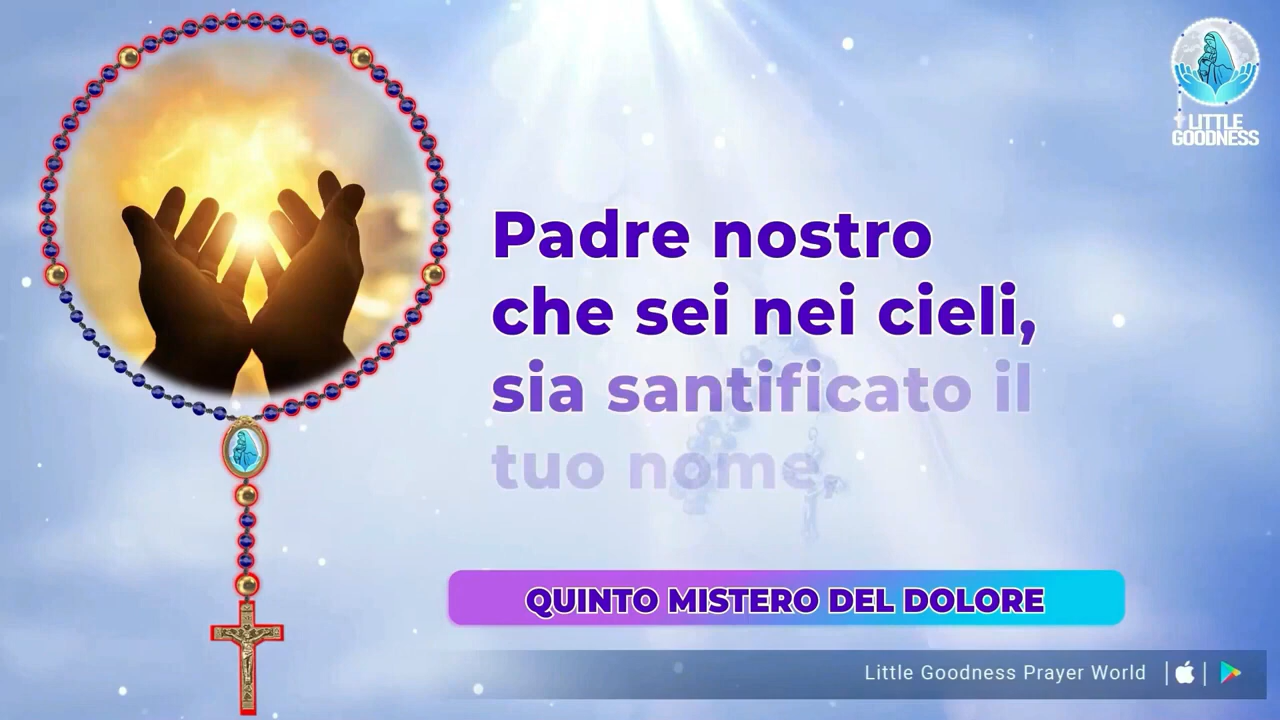 LITTLE
GOODNESS
Padre nostro
che sei nei cieli,
sia santificato il
tuo nome,
QUINTO MISTERO DEL DOLORE
Little Goodness Prayer World